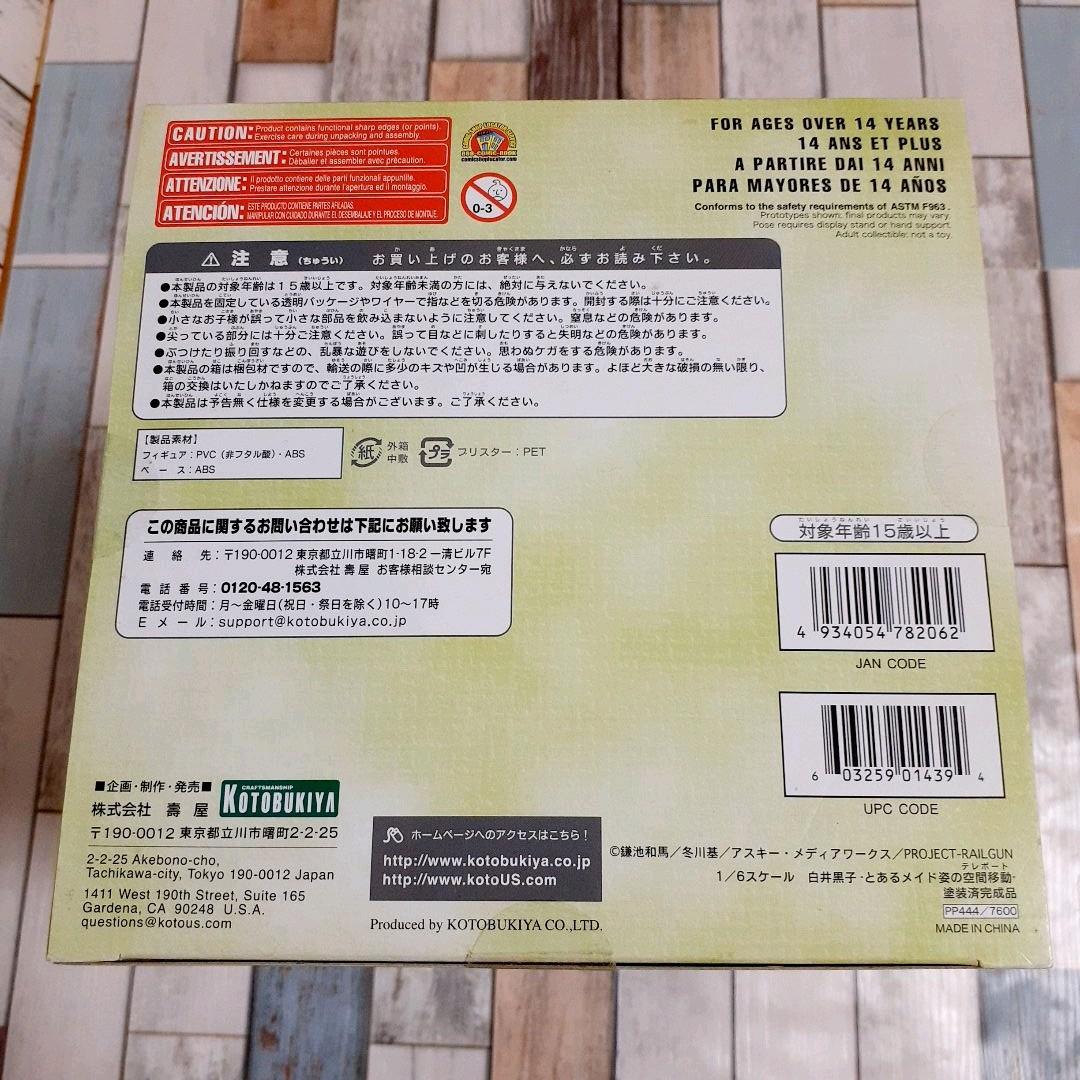 CAUTION: Product contains functional sharp edges (or points).
Exercise care during unpacking and assembly.
AVERTISSEMENT: Certaines pièces sont pointues.
Déballer et assembler avec précaution.
ATTENZIONE: Il prodotto contiene delle parti funzionali appuntite.
Prestare attenzione durante l'apertura ed il montaggio.
ATENCIÓN: ESTE PRODUCTO CONTIENE PARTES AFILADAS.
MANIPULAR CON CUIDADO DURANTE EL DESEMBALAJE Y EL PROCESO DE MONTAJE.
888-COMIC-BOOK
comicshoplocator.com
0-3
FOR AGES OVER 14 YEARS
14 ANS ET PLUS
A PARTIRE DAI 14 ANNI
PARA MAYORES DE 14 AÑOS
Conforms to the safety requirements of ASTM F963.
Prototypes shown: final products may vary.
Pose requires display stand or hand support.
Adult collectible: not a toy.
注意(ちゅうい) お買い上げのお客様へ、必ずお読み下さい。
●本製品の対象年齢は15歳以上です。対象年齢未満の方には、絶対に与えないでください。
●本製品を固定している透明パッケージやワイヤーで指などを切る危険があります。開封する際は十分にご注意ください。
●小さなお子様が誤って小さな部品を飲み込まないように注意してください。窒息などの危険があります。
●尖っている部分には十分ご注意ください。誤って目などに刺したりすると失明などの危険があります。
●ぶつけたり振り回すなどの、乱暴な遊びをしないでください。思わぬケガをする危険があります。
●本製品の箱は梱包材ですので、輸送の際に多少のキズや凹が生じる場合があります。よほど大きな破損の無い限り、
箱の交換はいたしかねますのでご了承ください。
●本製品は予告無く仕様を変更する場合がございます。ご了承ください。
【製品素材】
フィギュア：PVC（非フタル酸）・ABS
ベース：ABS
紙 外箱
中敷
プラ ブリスター：PET
この商品に関するお問い合わせは下記にお願い致します
連絡先：〒190-0012 東京都立川市曙町1-18-2 一清ビル7F
株式会社 壽屋 お客様相談センター宛
電話番号：0120-48-1563
電話受付時間：月〜金曜日(祝日・祭日を除く)10〜17時
Eメール：support@kotobukiya.co.jp
たいしょうねんれい さいいじょう
対象年齢15歳以上
4 934054 782062
JAN CODE
6 03259 01439 4
UPC CODE
■企画・制作・発売■
株式会社 壽屋
CRAFTSMANSHIP
KOTOBUKIYA
〒190-0012 東京都立川市曙町2-2-25
2-2-25 Akebono-cho,
Tachikawa-city, Tokyo 190-0012 Japan
1411 West 190th Street, Suite 165
Gardena, CA 90248 U.S.A.
questions@kotous.com
ホームページへのアクセスはこちら！
http://www.kotobukiya.co.jp
http://www.kotoUS.com
Produced by KOTOBUKIYA CO.,LTD.
©鎌池和馬／冬川基／アスキー・メディアワークス／PROJECT-RAILGUN
テレポート
1／6スケール 白井黒子 -とあるメイド姿の空間移動-
塗装済完成品
PP444／7600
MADE IN CHINA